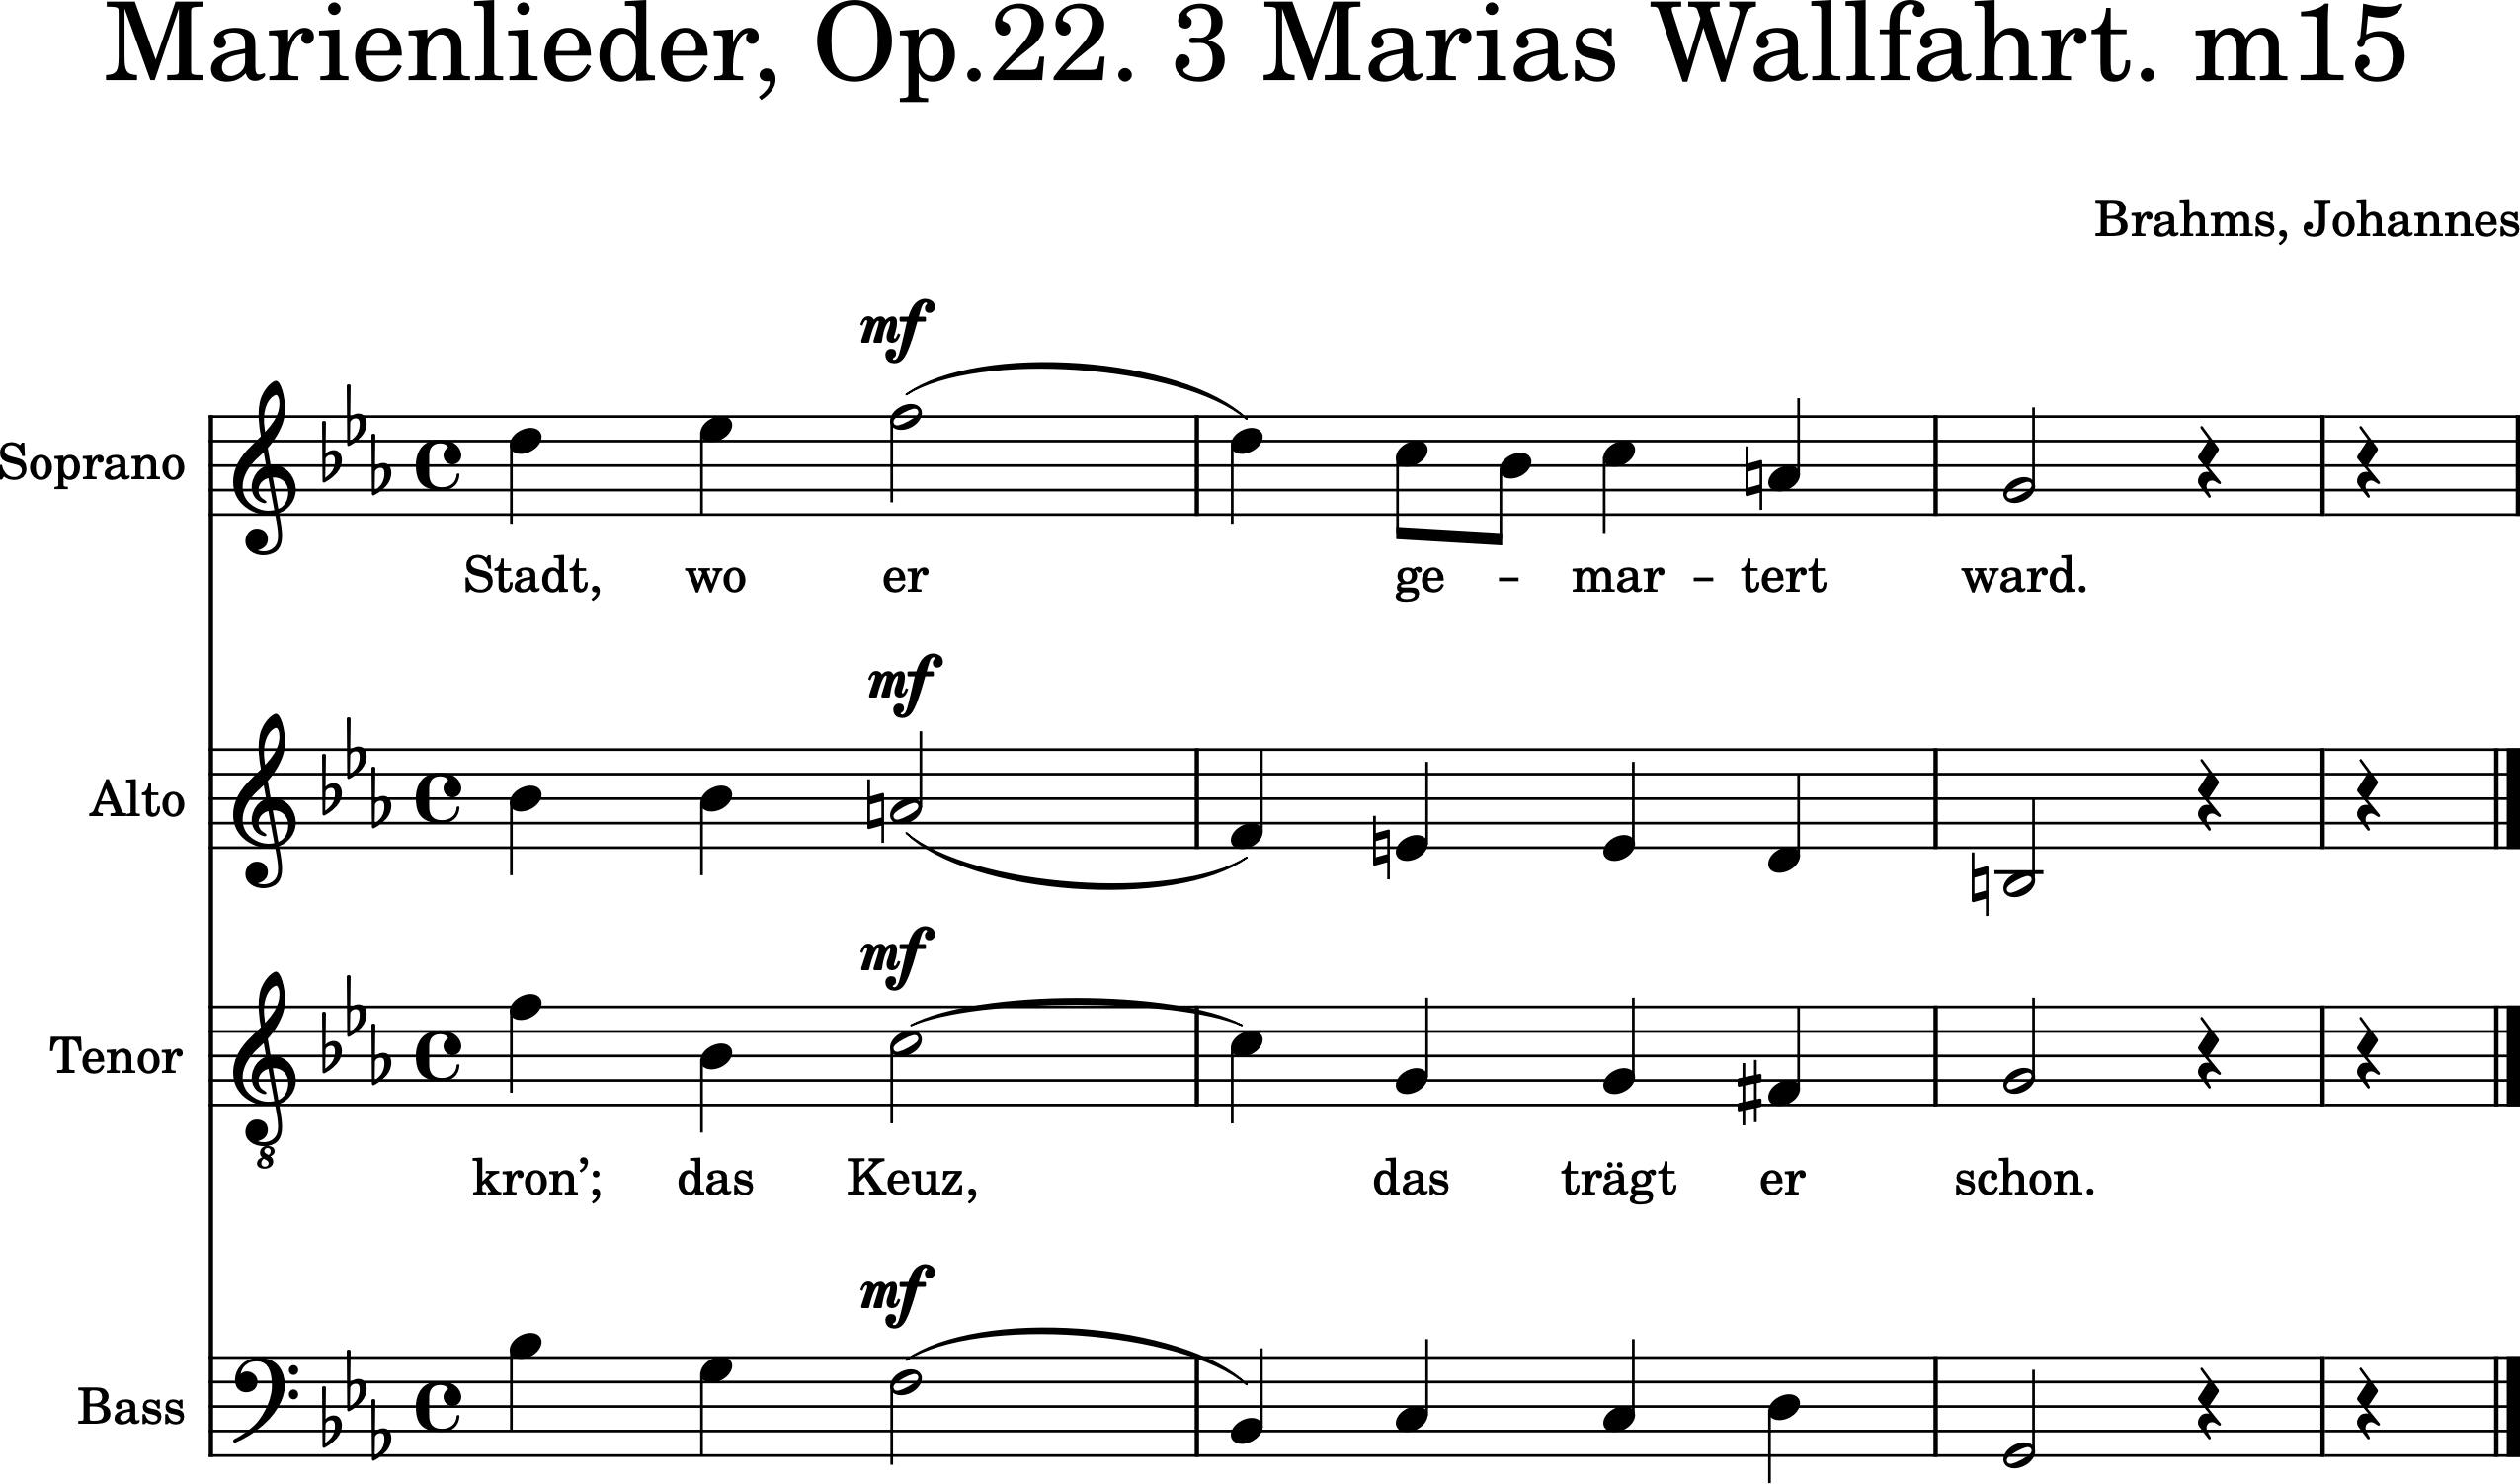 Marienlieder, Op.22. 3 Marias Wallfahrt. m15
Brahms, Johannes
mf
Soprano
Stadt, wo er ge – mar – tert ward.
mf
Alto
mf
Tenor
8
kron’; das Keuz, das trägt er schon.
mf
Bass